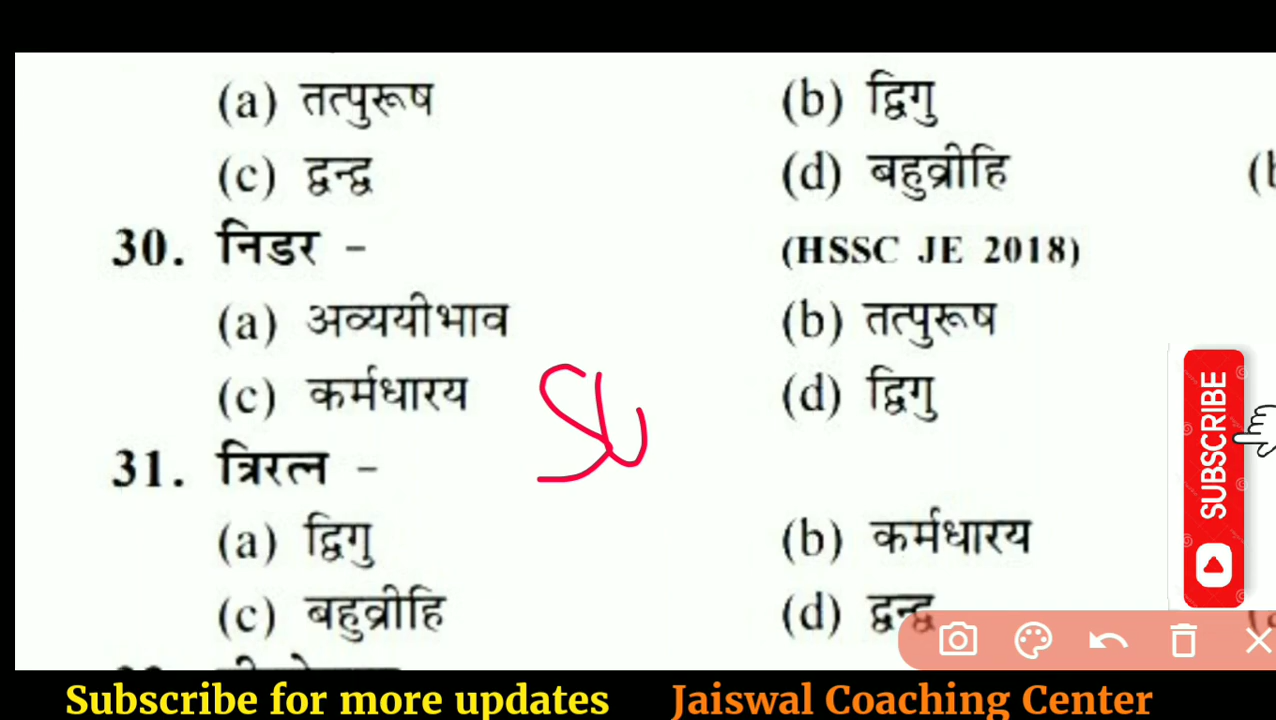 (a) तत्पुरूष (b) द्विगु
(c) द्वन्द्व (d) बहुव्रीहि
30. निडर - (HSSC JE 2018)
(a) अव्ययीभाव (b) तत्पुरूष
(c) कर्मधारय (d) द्विगु
31. त्रिरत्न -
(a) द्विगु (b) कर्मधारय
(c) बहुव्रीहि (d) द्वन्द्व
SUBSCRIBE
Subscribe for more updates Jaiswal Coaching Center